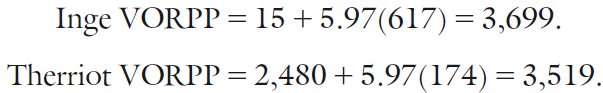 Inge VORPP = 15 + 5.97(617) = 3,699.
Therriot VORPP = 2,480 + 5.97(174) = 3,519.